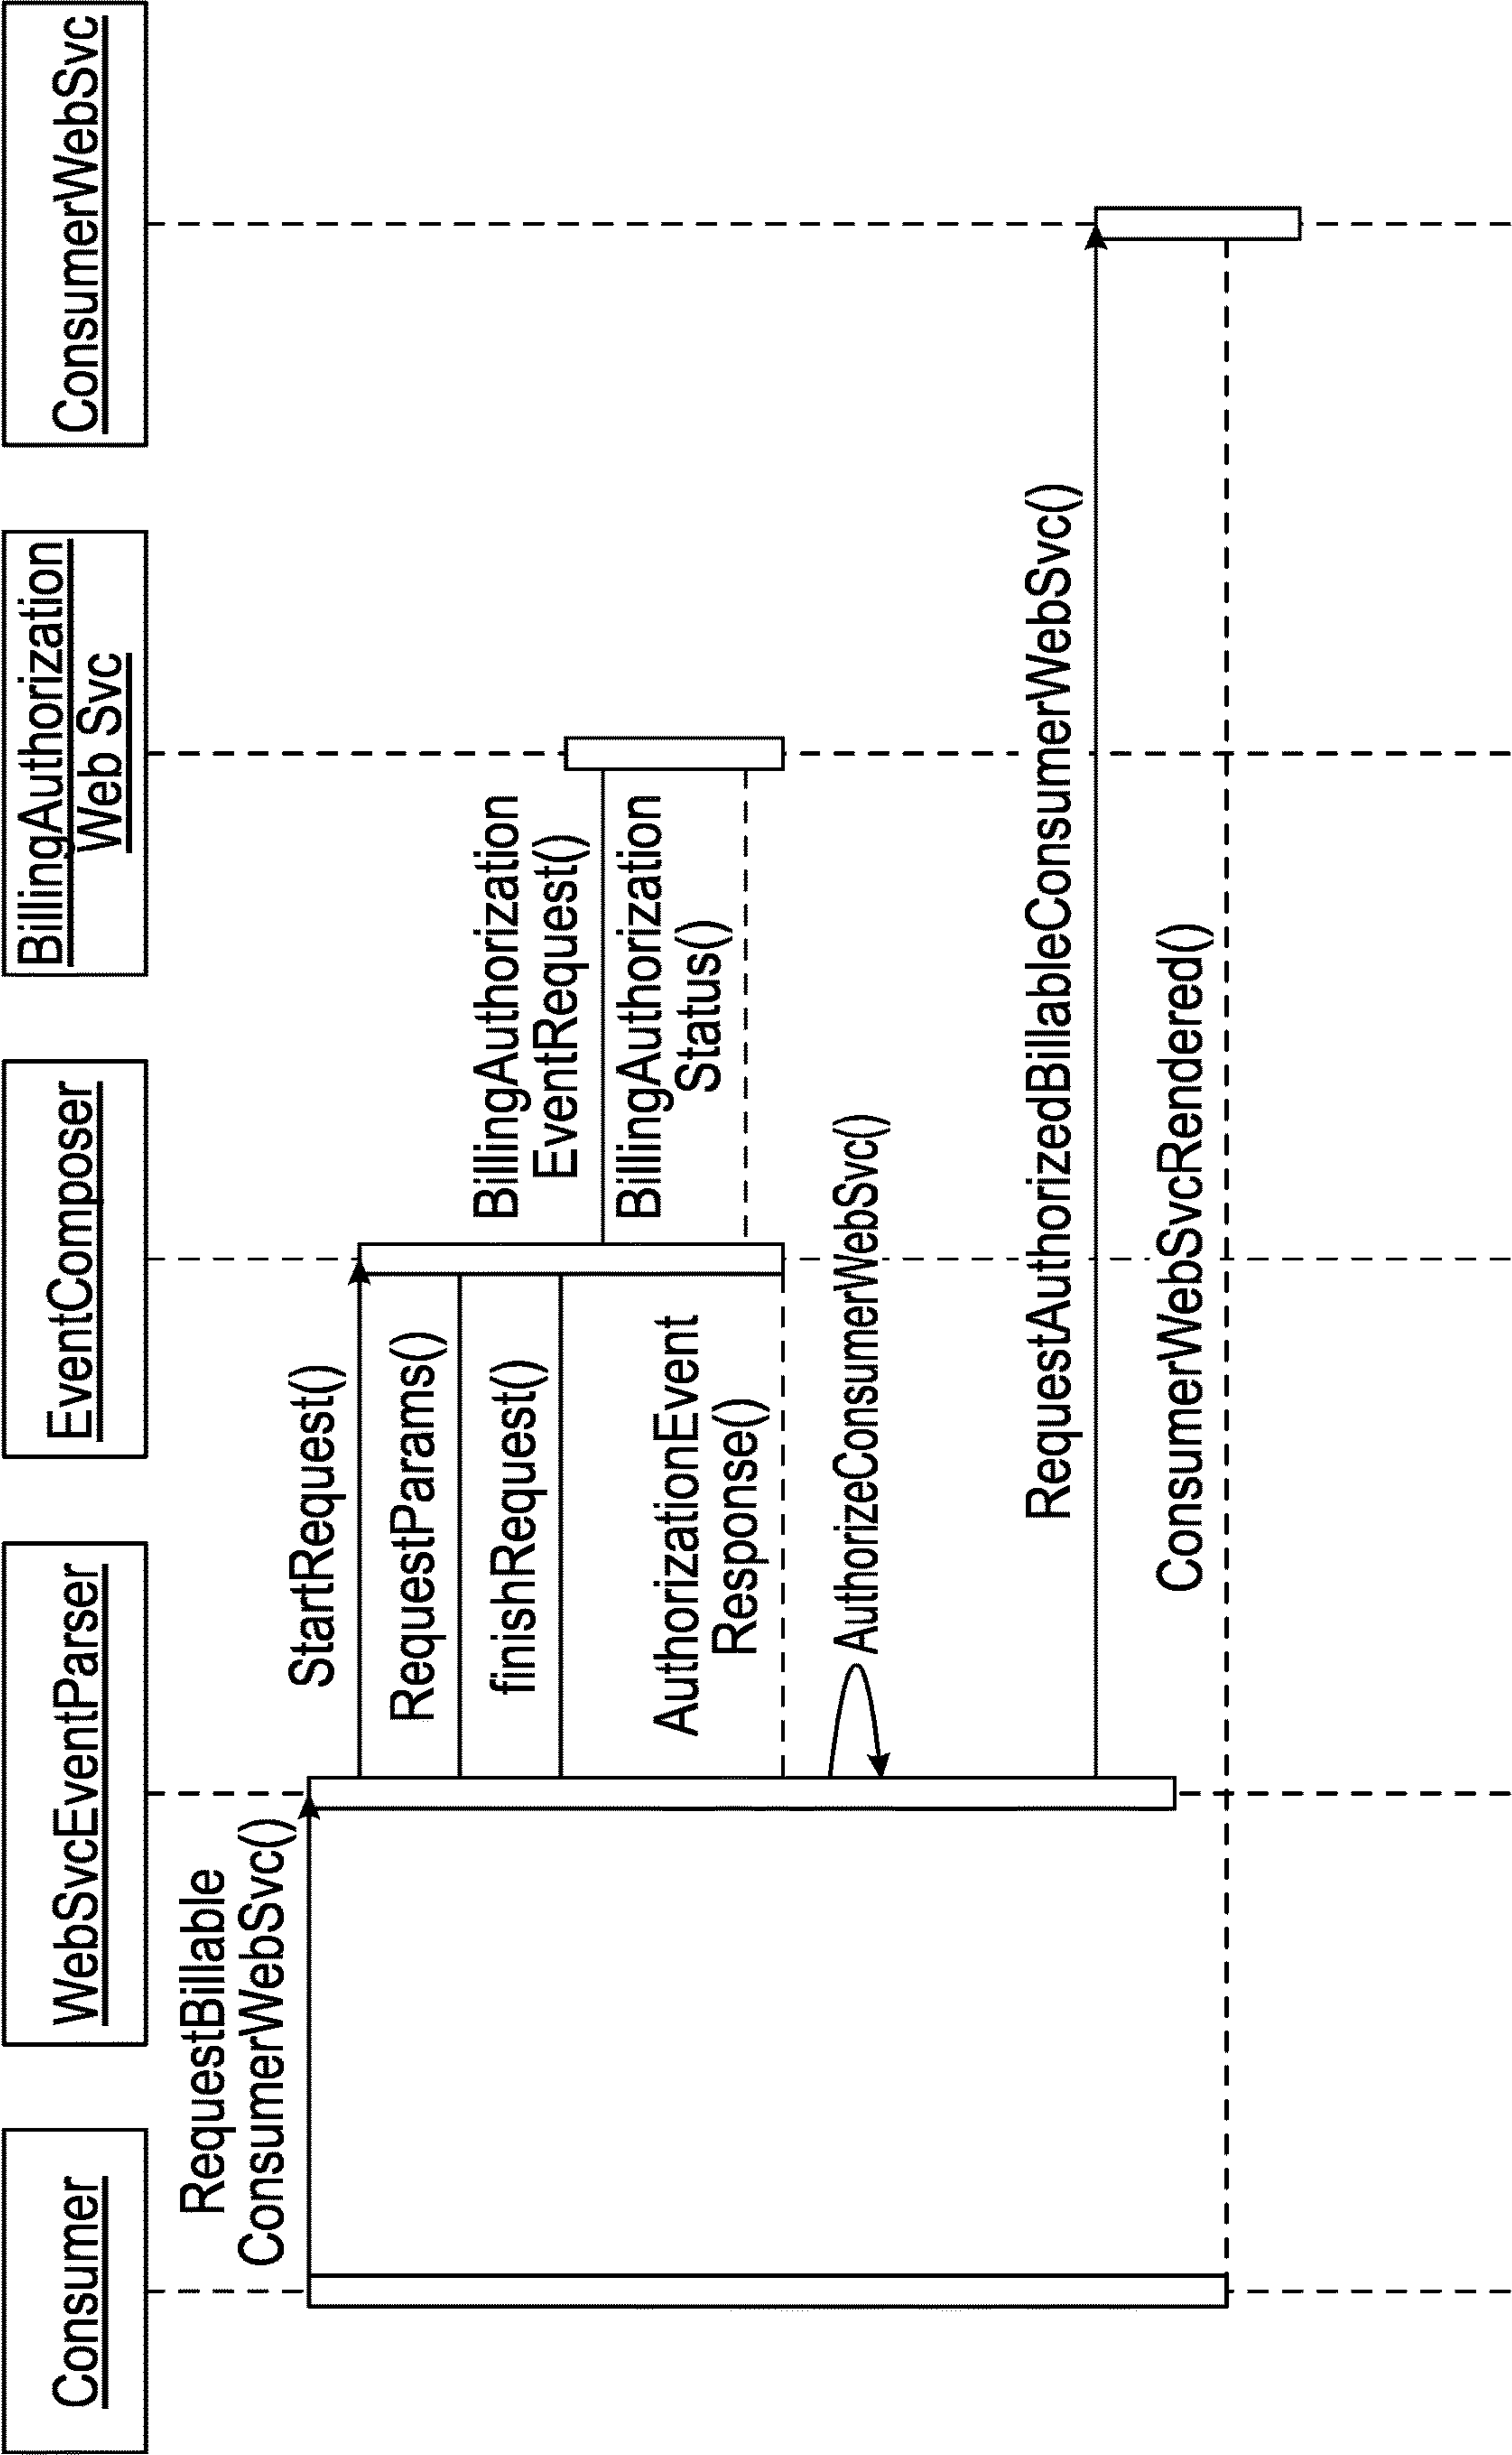 Consumer
WebSvcEventParser
EventComposer
BillingAuthorization
Web Svc
ConsumerWebSvc
RequestBillable
ConsumerWebSvc()
StartRequest()
RequestParams()
finishRequest()
BillingAuthorization
EventRequest()
BillingAuthorization
Status()
AuthorizationEvent
Response()
AuthorizeConsumerWebSvc()
RequestAuthorizedBillableConsumerWebSvc()
ConsumerWebSvcRendered()